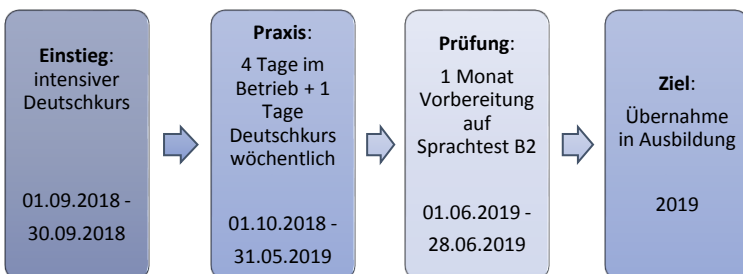 Einstieg:
intensiver
Deutschkurs
01.09.2018 -
30.09.2018
Praxis:
4 Tage im
Betrieb + 1
Tage
Deutschkurs
wöchentlich
01.10.2018 -
31.05.2019
Prüfung:
1 Monat
Vorbereitung
auf
Sprachtest B2
01.06.2019 -
28.06.2019
Ziel:
Übernahme
in Ausbildung
2019